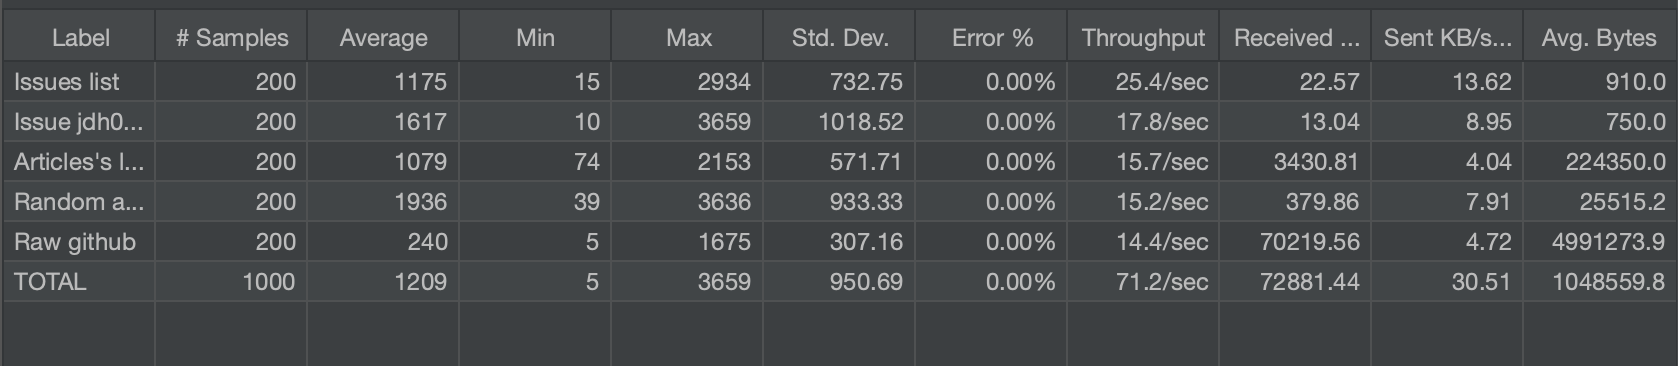 Label # Samples Average Min Max Std. Dev. Error % Throughput Received ... Sent KB/s... Avg. Bytes
Issues list 200 1175 15 2934 732.75 0.00% 25.4/sec 22.57 13.62 910.0
Issue jdh0... 200 1617 10 3659 1018.52 0.00% 17.8/sec 13.04 8.95 750.0
Articles's l... 200 1079 74 2153 571.71 0.00% 15.7/sec 3430.81 4.04 224350.0
Random a... 200 1936 39 3636 933.33 0.00% 15.2/sec 379.86 7.91 25515.2
Raw github 200 240 5 1675 307.16 0.00% 14.4/sec 70219.56 4.72 4991273.9
TOTAL 1000 1209 5 3659 950.69 0.00% 71.2/sec 72881.44 30.51 1048559.8